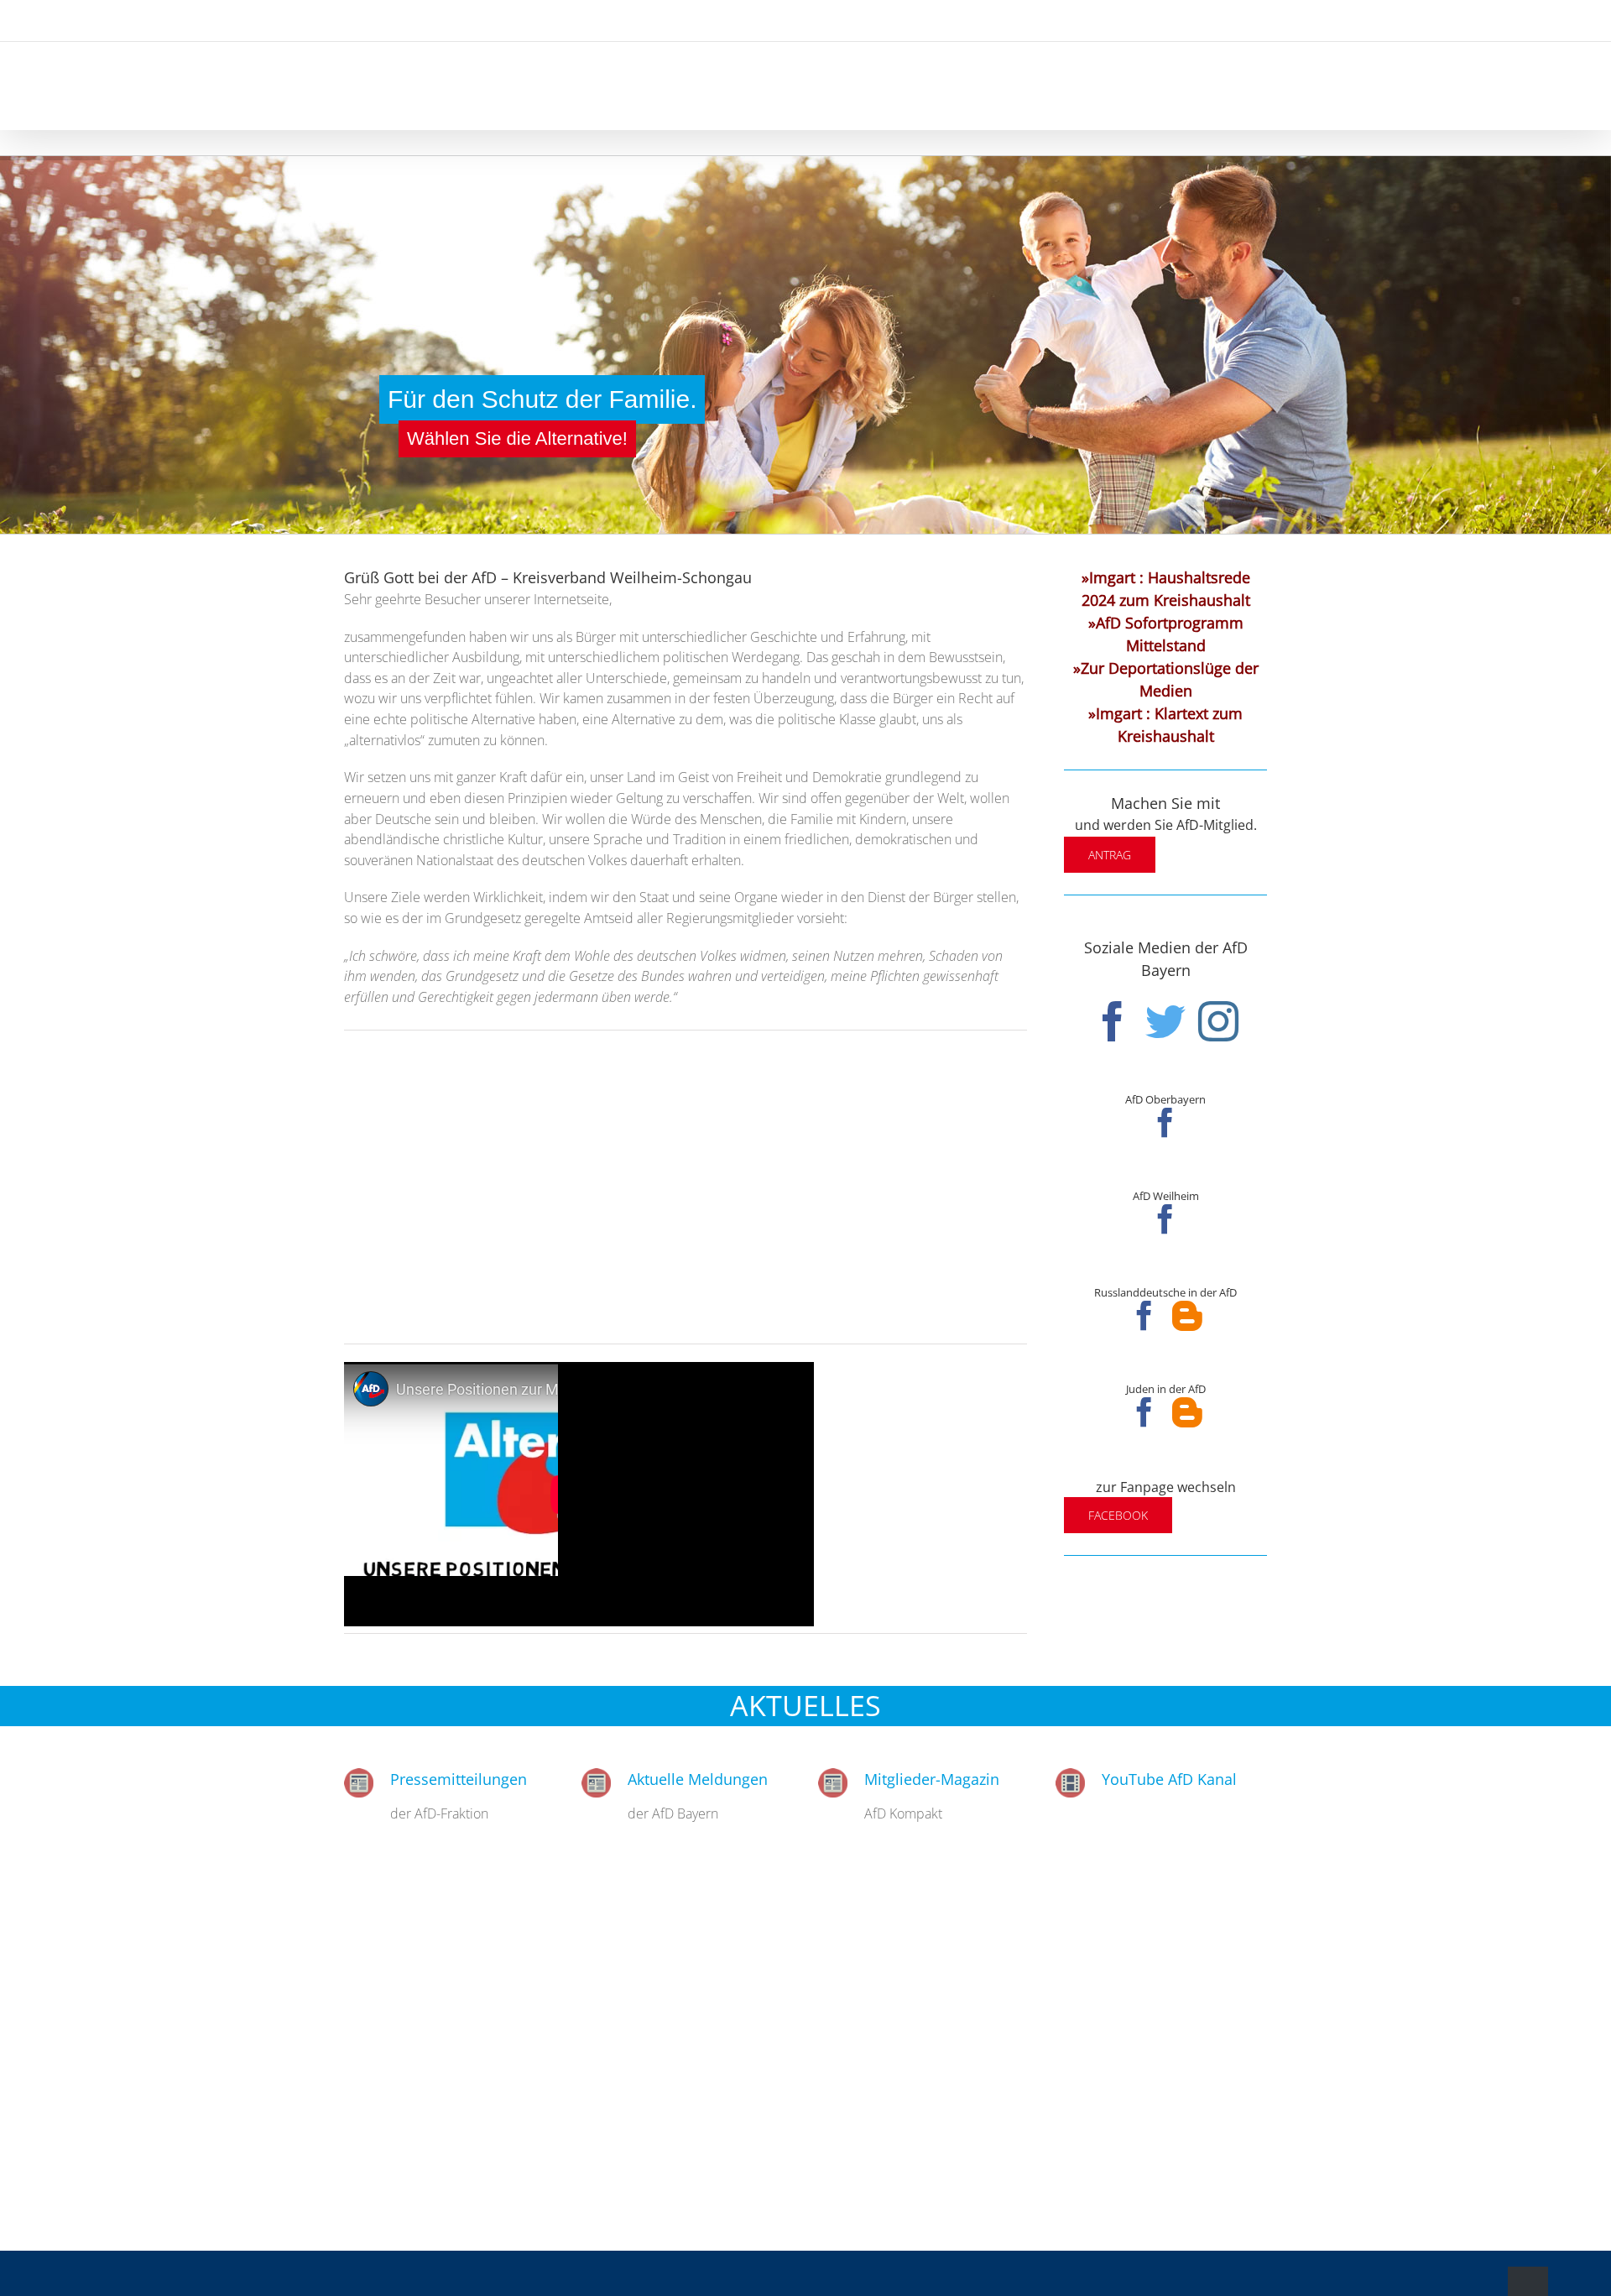 Für den Schutz der Familie.
Wählen Sie die Alternative!
Grüß Gott bei der AfD – Kreisverband Weilheim-Schongau
Sehr geehrte Besucher unserer Internetseite,
zusammengefunden haben wir uns als Bürger mit unterschiedlicher Geschichte und Erfahrung, mit
unterschiedlicher Ausbildung, mit unterschiedlichem politischen Werdegang. Das geschah in dem Bewusstsein,
dass es an der Zeit war, ungeachtet aller Unterschiede, gemeinsam zu handeln und verantwortungsbewusst zu tun,
wozu wir uns verpflichtet fühlen. Wir kamen zusammen in der festen Überzeugung, dass die Bürger ein Recht auf
eine echte politische Alternative haben, eine Alternative zu dem, was die politische Klasse glaubt, uns als
„alternativlos“ zumuten zu können.
Wir setzen uns mit ganzer Kraft dafür ein, unser Land im Geist von Freiheit und Demokratie grundlegend zu
erneuern und eben diesen Prinzipien wieder Geltung zu verschaffen. Wir sind offen gegenüber der Welt, wollen
aber Deutsche sein und bleiben. Wir wollen die Würde des Menschen, die Familie mit Kindern, unsere
abendländische christliche Kultur, unsere Sprache und Tradition in einem friedlichen, demokratischen und
souveränen Nationalstaat des deutschen Volkes dauerhaft erhalten.
Unsere Ziele werden Wirklichkeit, indem wir den Staat und seine Organe wieder in den Dienst der Bürger stellen,
so wie es der im Grundgesetz geregelte Amtseid aller Regierungsmitglieder vorsieht:
„Ich schwöre, dass ich meine Kraft dem Wohle des deutschen Volkes widmen, seinen Nutzen mehren, Schaden von
ihm wenden, das Grundgesetz und die Gesetze des Bundes wahren und verteidigen, meine Pflichten gewissenhaft
erfüllen und Gerechtigkeit gegen jedermann üben werde.“
AfD Unsere Positionen zur M
Alter
UNSERE POSITIONEN
»Imgart : Haushaltsrede
2024 zum Kreishaushalt
»AfD Sofortprogramm
Mittelstand
»Zur Deportationslüge der
Medien
»Imgart : Klartext zum
Kreishaushalt
Machen Sie mit
und werden Sie AfD-Mitglied.
ANTRAG
Soziale Medien der AfD
Bayern
AfD Oberbayern
AfD Weilheim
Russlanddeutsche in der AfD
Juden in der AfD
zur Fanpage wechseln
FACEBOOK
AKTUELLES
Pressemitteilungen
der AfD-Fraktion
Aktuelle Meldungen
der AfD Bayern
Mitglieder-Magazin
AfD Kompakt
YouTube AfD Kanal